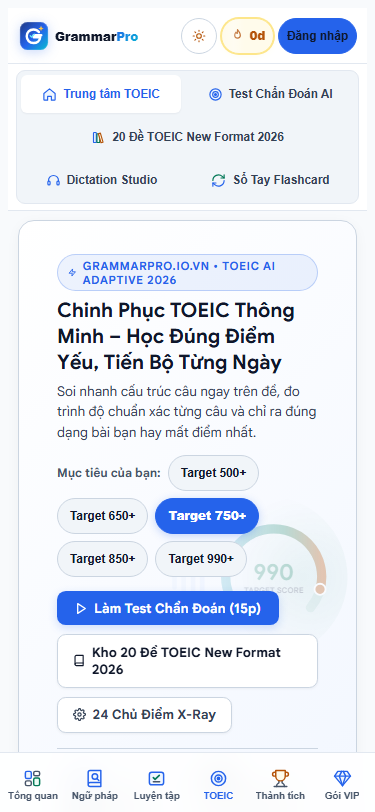 GrammarPro
0d
Đăng nhập
Trung tâm TOEIC
Test Chẩn Đoán AI
20 Đề TOEIC New Format 2026
Dictation Studio
Sổ Tay Flashcard
GRAMMARPRO.IO.VN • TOEIC AI
ADAPTIVE 2026
Chinh Phục TOEIC Thông
Minh – Học Đúng Điểm
Yếu, Tiến Bộ Từng Ngày
Soi nhanh cấu trúc câu ngay trên đề, đo
trình độ chuẩn xác từng câu và chỉ ra đúng
dạng bài bạn hay mất điểm nhất.
Mục tiêu của bạn:
Target 500+
Target 650+
Target 750+
Target 850+
Target 990+
990
TARGET SCORE
Làm Test Chẩn Đoán (15p)
Kho 20 Đề TOEIC New Format
2026
24 Chủ Điểm X-Ray
Tổng quan
Ngữ pháp
Luyện tập
TOEIC
Thành tích
Gói VIP